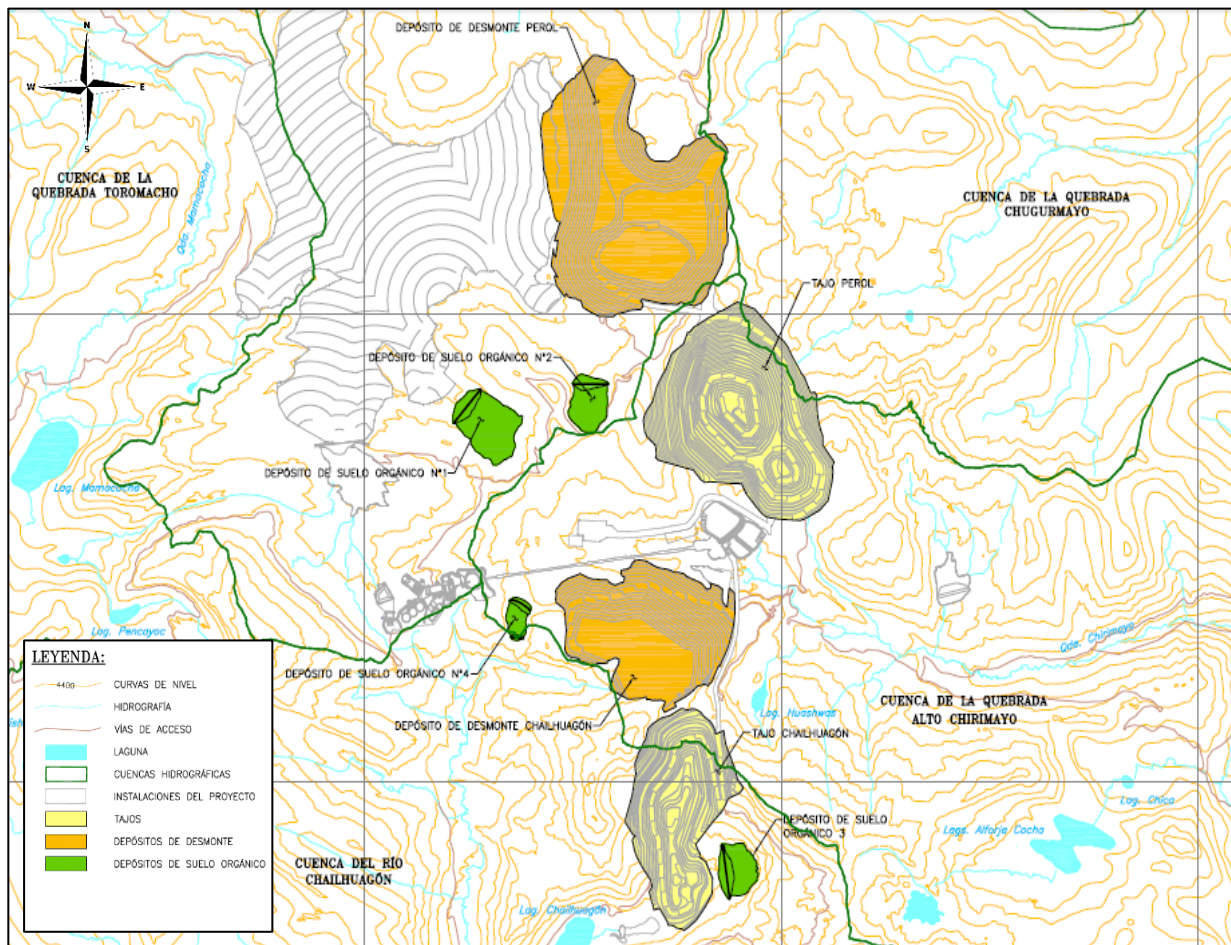 DEPÓSITO DE DESMONTE PEROL
N
W
E
S
CUENCA DE LA
QUEBRADA TOROMACHO
Qda. Mamacocha
CUENCA DE LA QUEBRADA
CHUGURMAYO
TAJO PEROL
DEPÓSITO DE SUELO ORGÁNICO N°2
DEPÓSITO DE SUELO ORGÁNICO N°1
Lag. Mamacocha
Lag. Pencayoc
Qda. Chirimayo
DEPÓSITO DE SUELO ORGÁNICO N°4
CUENCA DE LA QUEBRADA
ALTO CHIRIMAYO
Lag. Huashwas
DEPÓSITO DE DESMONTE CHAILHUAGÓN
TAJO CHAILHUAGÓN
Lag. Chica
DEPÓSITO DE SUELO
ORGÁNICO 3
Lags. Alforja Cocha
CUENCA DEL RÍO
CHAILHUAGÓN
Lag. Chailhuagón
LEYENDA:
4400
CURVAS DE NIVEL
HIDROGRAFÍA
VÍAS DE ACCESO
LAGUNA
CUENCAS HIDROGRÁFICAS
INSTALACIONES DEL PROYECTO
TAJOS
DEPÓSITOS DE DESMONTE
DEPÓSITOS DE SUELO ORGÁNICO